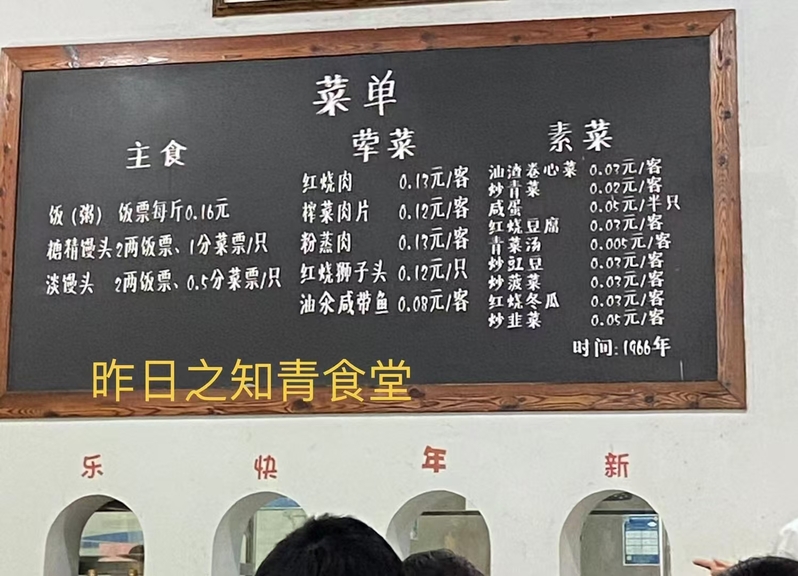 菜单
主食
饭（粥） 饭票每斤0.16元
糖精馒头2两饭票、1分菜票/只
淡馒头 2两饭票、0.5分菜票/只
荤菜
红烧肉 0.13元/客
榨菜肉片 0.12元/客
粉蒸肉 0.13元/客
红烧狮子头 0.12元/只
油氽咸带鱼 0.08元/客
素菜
油渣卷心菜 0.03元/客
炒青菜 0.02元/客
咸蛋 0.05元/半只
红烧豆腐 0.03元/客
青菜汤 0.005元/客
炒豇豆 0.03元/客
炒菠菜 0.03元/客
红烧冬瓜 0.03元/客
炒韭菜 0.05元/客
时间：1966年
昨日之知青食堂
乐 快 年 新